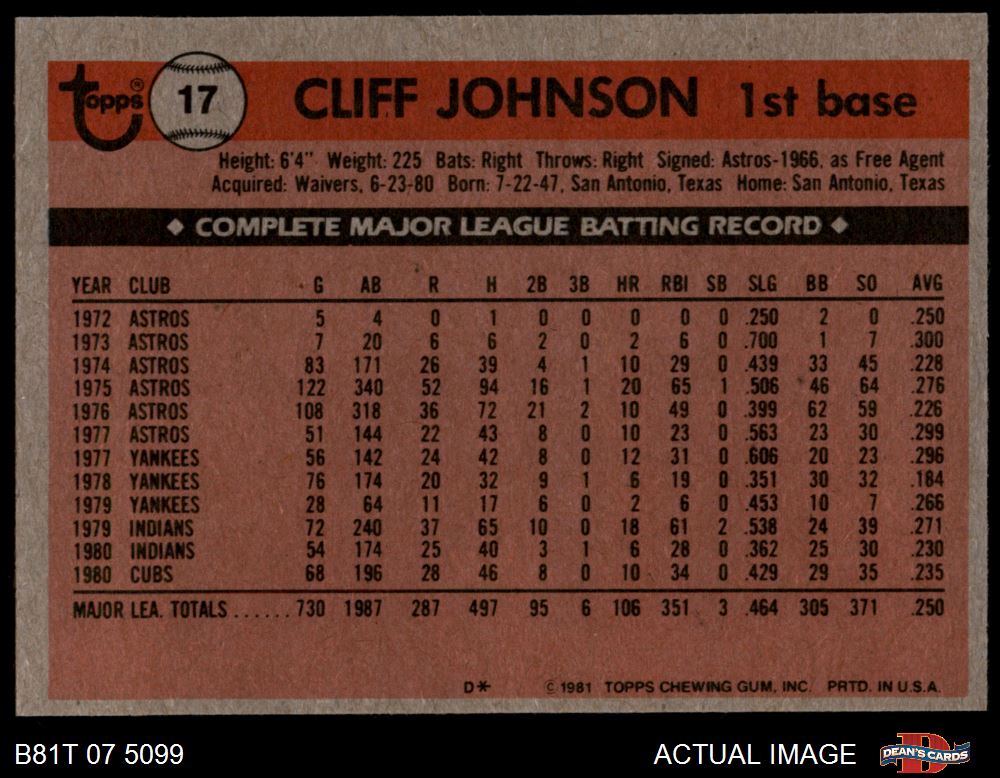 Topps® 17 CLIFF JOHNSON 1st base
Height: 6'4" Weight: 225 Bats: Right Throws: Right Signed: Astros-1966, as Free Agent
Acquired: Waivers, 6-23-80 Born: 7-22-47, San Antonio, Texas Home: San Antonio, Texas
◆ COMPLETE MAJOR LEAGUE BATTING RECORD ◆
YEAR CLUB G AB R H 2B 3B HR RBI SB SLG BB SO AVG
1972 ASTROS 5 4 0 1 0 0 0 0 0 .250 2 0 .250
1973 ASTROS 7 20 6 6 2 0 2 6 0 .700 1 7 .300
1974 ASTROS 83 171 26 39 4 1 10 29 0 .439 33 45 .228
1975 ASTROS 122 340 52 94 16 1 20 65 1 .506 46 64 .276
1976 ASTROS 108 318 36 72 21 2 10 49 0 .399 62 59 .226
1977 ASTROS 51 144 22 43 8 0 10 23 0 .563 23 30 .299
1977 YANKEES 56 142 24 42 8 0 12 31 0 .606 20 23 .296
1978 YANKEES 76 174 20 32 9 1 6 19 0 .351 30 32 .184
1979 YANKEES 28 64 11 17 6 0 2 6 0 .453 10 7 .266
1979 INDIANS 72 240 37 65 10 0 18 61 2 .538 24 39 .271
1980 INDIANS 54 174 25 40 3 1 6 28 0 .362 25 30 .230
1980 CUBS 68 196 28 46 8 0 10 34 0 .429 29 35 .235
MAJOR LEA. TOTALS ...... 730 1987 287 497 95 6 106 351 3 .464 305 371 .250
D* © 1981 TOPPS CHEWING GUM, INC. PRTD. IN U.S.A.
B81T 07 5099 ACTUAL IMAGE DEAN'S CARDS